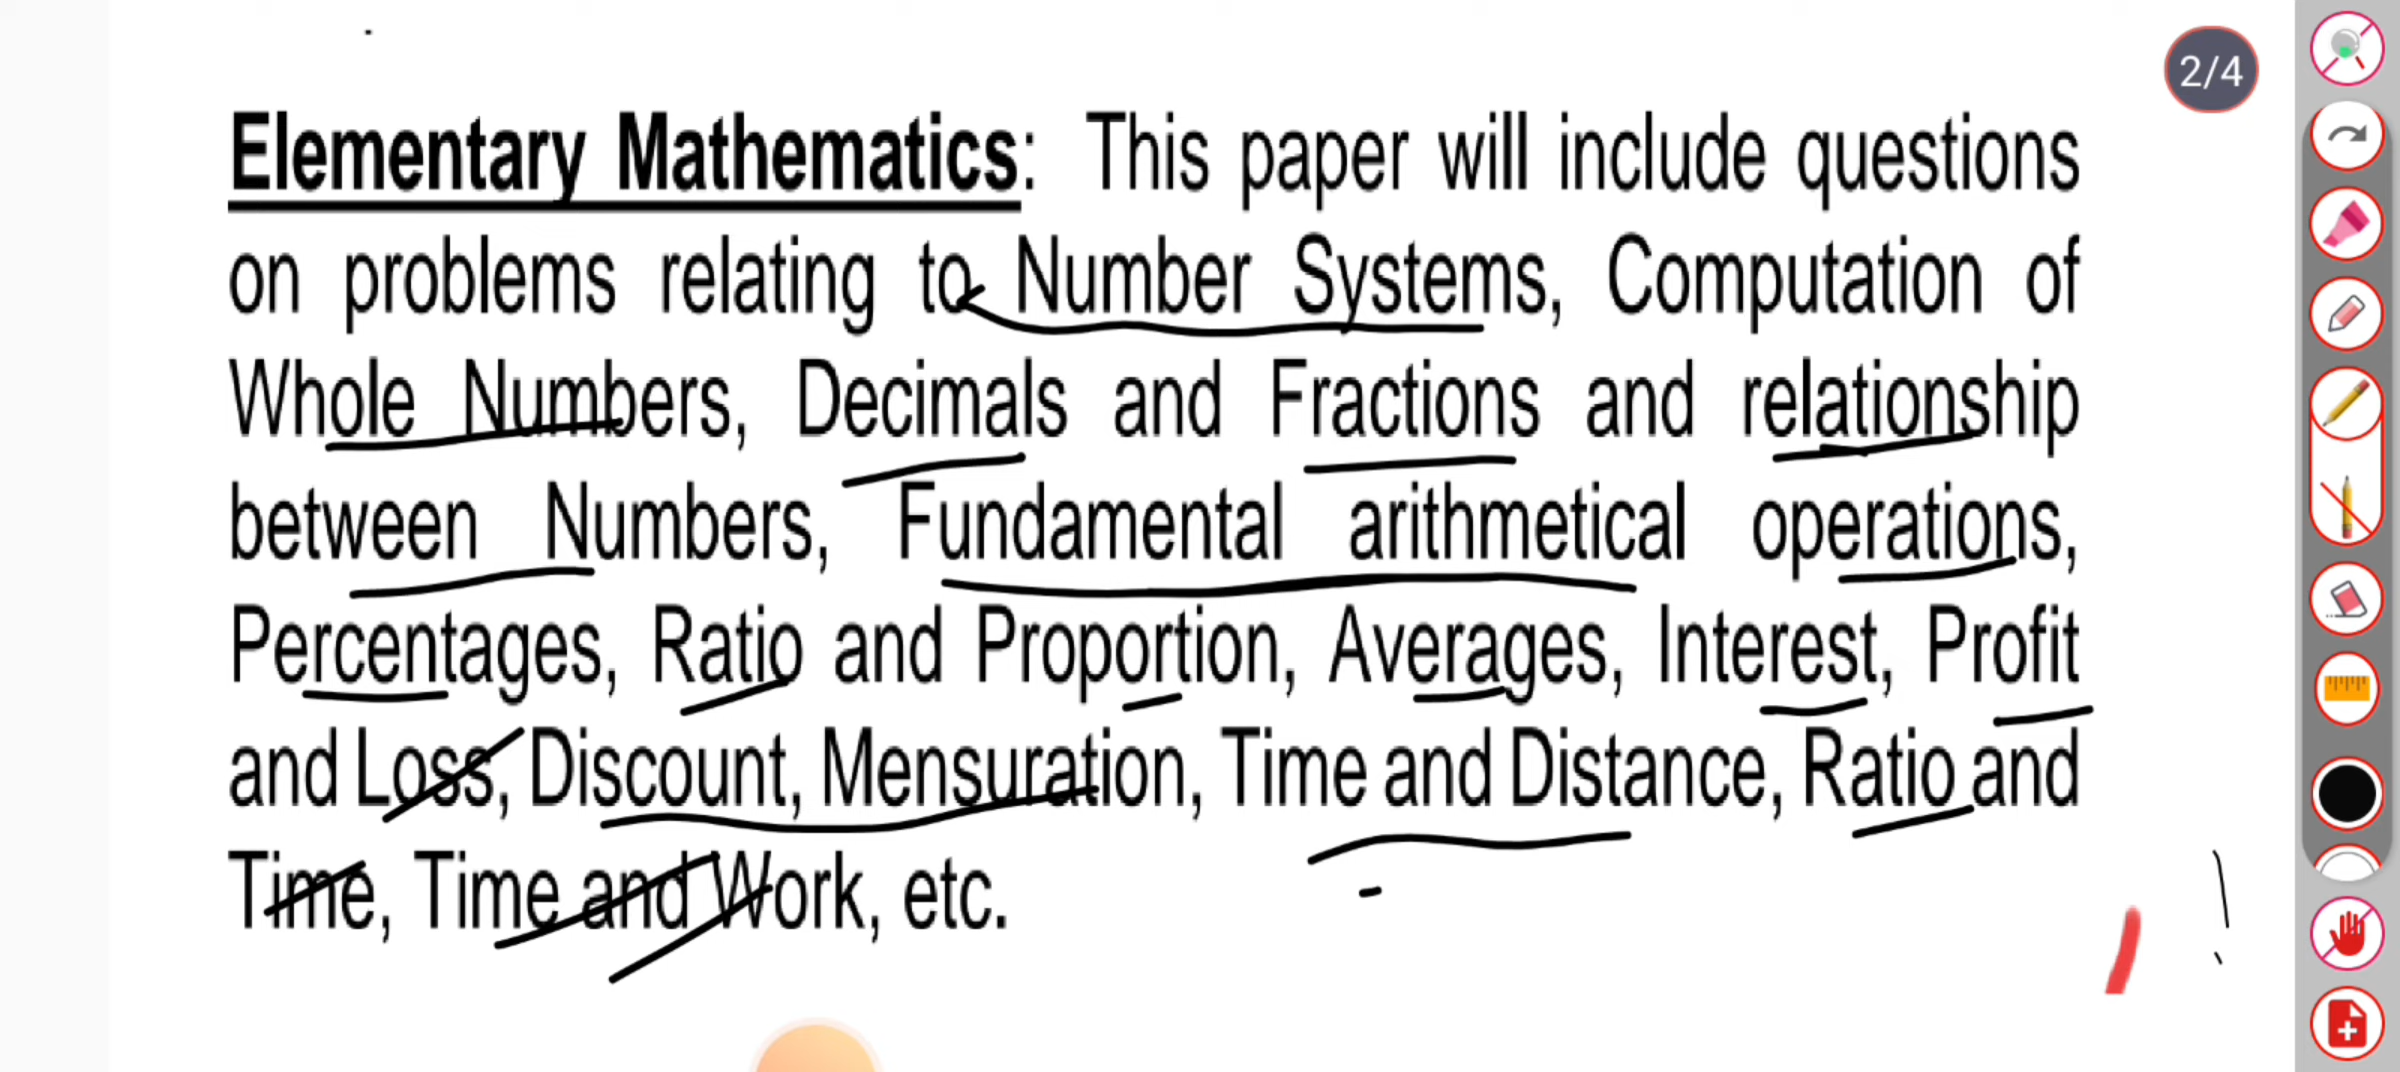 2/4
Elementary Mathematics: This paper will include questions
on problems relating to Number Systems, Computation of
Whole Numbers, Decimals and Fractions and relationship
between Numbers, Fundamental arithmetical operations,
Percentages, Ratio and Proportion, Averages, Interest, Profit
and Loss, Discount, Mensuration, Time and Distance, Ratio and
Time, Time and Work, etc.